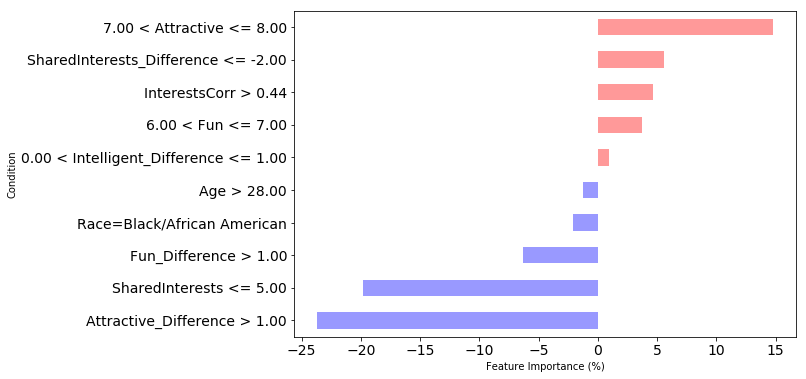 7.00 < Attractive <= 8.00
SharedInterests_Difference <= -2.00
InterestsCorr > 0.44
6.00 < Fun <= 7.00
0.00 < Intelligent_Difference <= 1.00
Age > 28.00
Race=Black/African American
Fun_Difference > 1.00
SharedInterests <= 5.00
Attractive_Difference > 1.00
Condition
−25 −20 −15 −10 −5 0 5 10 15
Feature Importance (%)